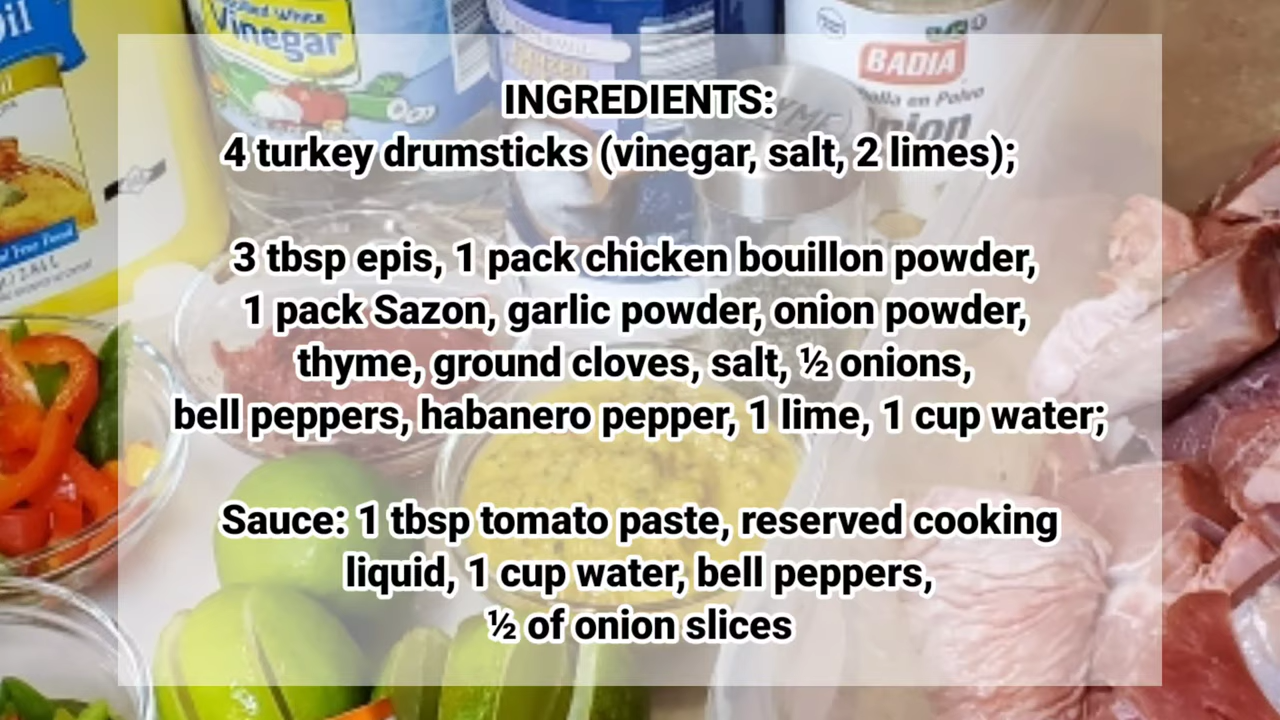 Vinegar
BADIA
INGREDIENTS:
4 turkey drumsticks (vinegar, salt, 2 limes);
3 tbsp epis, 1 pack chicken bouillon powder,
1 pack Sazon, garlic powder, onion powder,
thyme, ground cloves, salt, ½ onions,
bell peppers, habanero pepper, 1 lime, 1 cup water;
Sauce: 1 tbsp tomato paste, reserved cooking
liquid, 1 cup water, bell peppers,
½ of onion slices